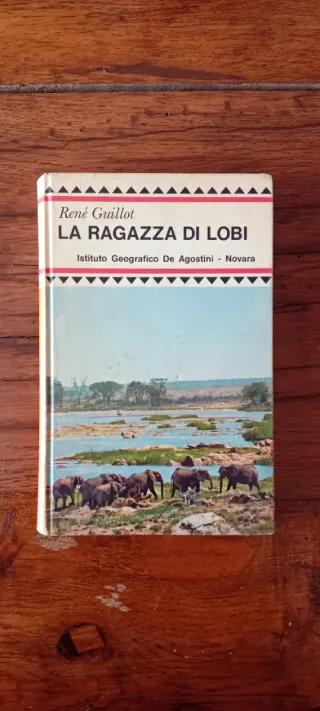 René Guillot
LA RAGAZZA DI LOBI
Istituto Geografico De Agostini - Novara